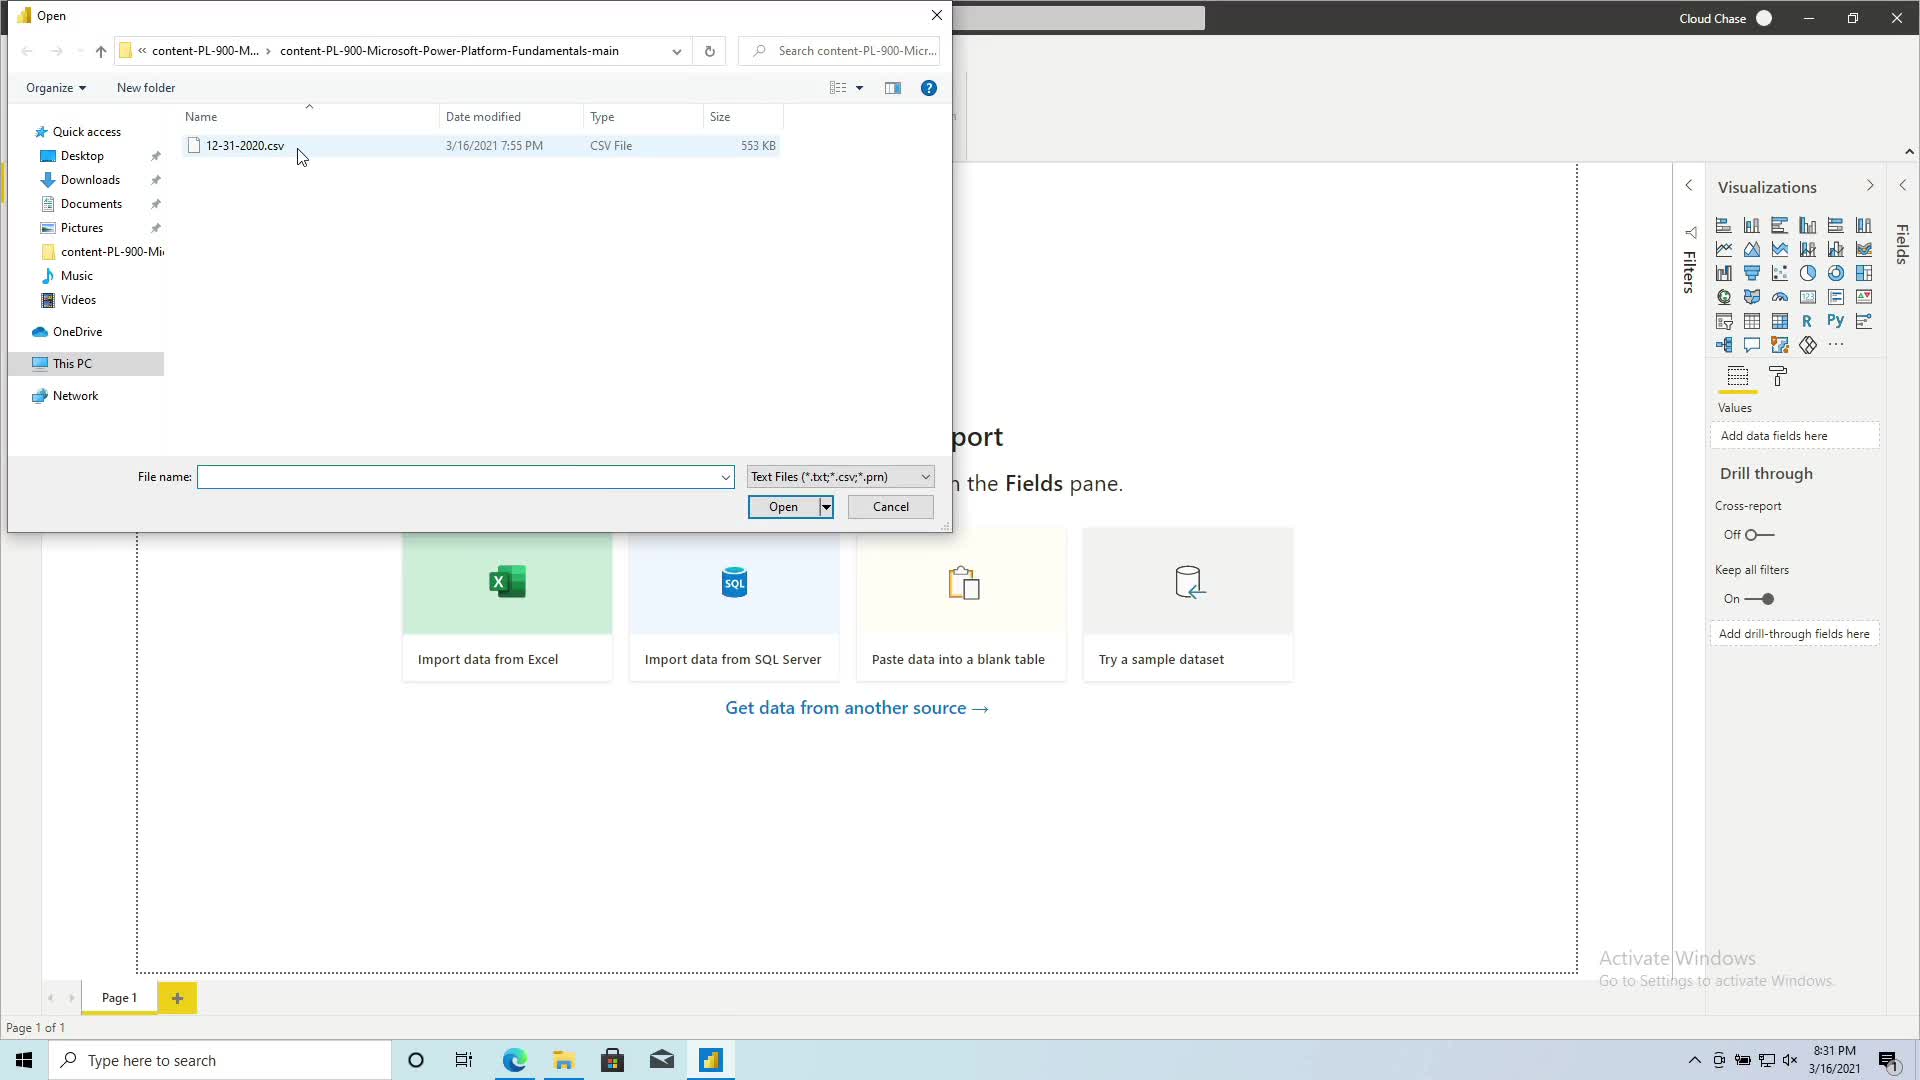 Open
Cloud Chase
« content-PL-900-M... › content-PL-900-Microsoft-Power-Platform-Fundamentals-main
Search content-PL-900-Micr...
Organize
New folder
Name
Date modified
Type
Size
12-31-2020.csv
3/16/2021 7:55 PM
CSV File
553 KB
Quick access
Desktop
Downloads
Documents
Pictures
content-PL-900-Mi
Music
Videos
OneDrive
This PC
Network
File name:
Text Files (*.txt;*.csv;*.prn)
Open
Cancel
port
n the Fields pane.
X
SQL
Import data from Excel
Import data from SQL Server
Paste data into a blank table
Try a sample dataset
Get data from another source →
Filters
Visualizations
Fields
123
R
Py
...
Values
Add data fields here
Drill through
Cross-report
Off
Keep all filters
On
Add drill-through fields here
Activate Windows
Go to Settings to activate Windows.
Page 1
+
Page 1 of 1
Type here to search
8:31 PM
3/16/2021
1